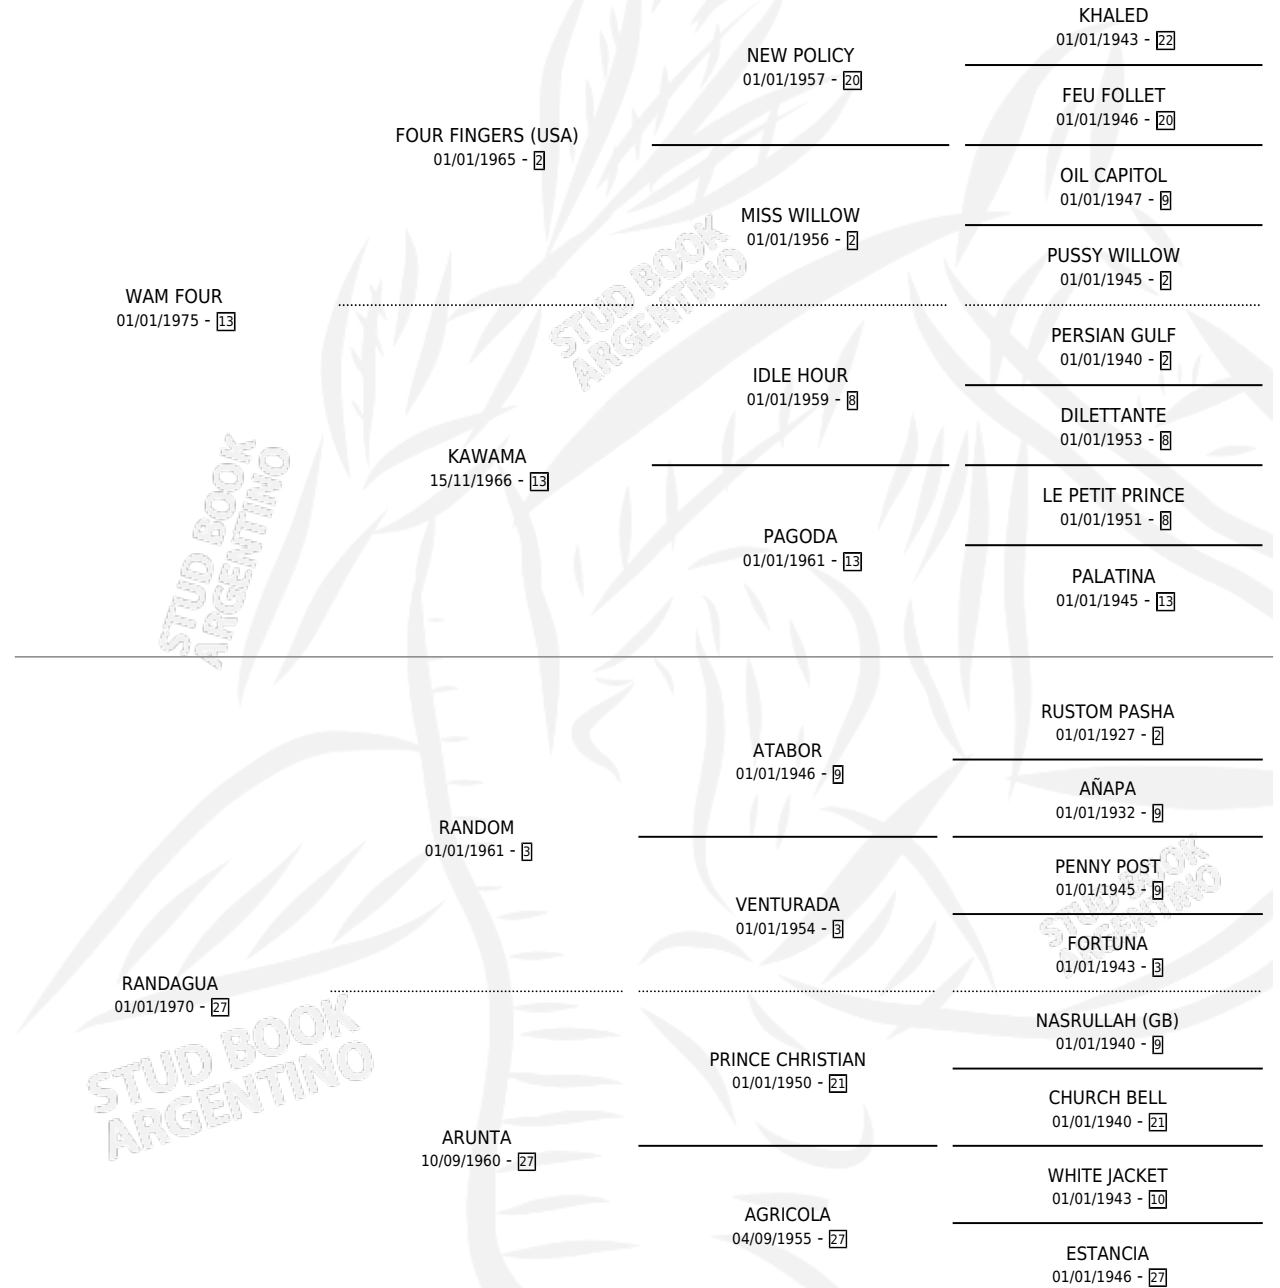 KHALED
01/01/1943 - 22
NEW POLICY
01/01/1957 - 20
FEU FOLLET
01/01/1946 - 20
FOUR FINGERS (USA)
01/01/1965 - 2
OIL CAPITOL
01/01/1947 - 9
MISS WILLOW
01/01/1956 - 2
PUSSY WILLOW
01/01/1945 - 2
WAM FOUR
01/01/1975 - 13
PERSIAN GULF
01/01/1940 - 2
IDLE HOUR
01/01/1959 - 8
DILETTANTE
01/01/1953 - 8
KAWAMA
15/11/1966 - 13
LE PETIT PRINCE
01/01/1951 - 8
PAGODA
01/01/1961 - 13
PALATINA
01/01/1945 - 13
RUSTOM PASHA
01/01/1927 - 2
ATABOR
01/01/1946 - 9
AÑAPA
01/01/1932 - 9
RANDOM
01/01/1961 - 3
PENNY POST
01/01/1945 - 9
VENTURADA
01/01/1954 - 3
FORTUNA
01/01/1943 - 3
RANDAGUA
01/01/1970 - 27
NASRULLAH (GB)
01/01/1940 - 9
PRINCE CHRISTIAN
01/01/1950 - 21
CHURCH BELL
01/01/1940 - 21
ARUNTA
10/09/1960 - 27
WHITE JACKET
01/01/1943 - 10
AGRICOLA
04/09/1955 - 27
ESTANCIA
01/01/1946 - 27
STUD BOOK
ARGENTINO
STUD BOOK
ARGENTINO
STUD BOOK
ARGENTINO
STUD BOOK
ARGENTINO